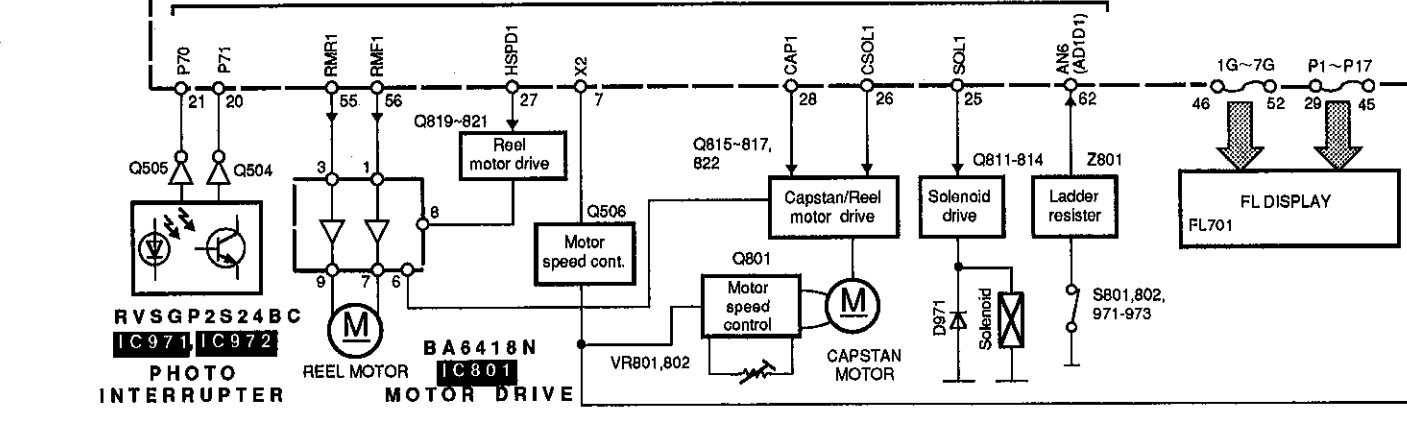 P70
P71
RMR1
RMF1
HSPD1
X2
CAP1
CSOL1
SOL1
AN6
(AD1D1)
1G~7G
P1~P17
21
20
55
56
27
7
28
26
25
62
46
52
29
45
Q819~821
Reel
motor drive
Q815~817,
822
Q811-814
Z801
Q505
Q504
3
1
8
Capstan/Reel
motor drive
Solenoid
drive
Ladder
resister
FL DISPLAY
FL701
Q506
Motor
speed cont.
9
7
6
Q801
Motor
speed
control
M
M
D971
Solenoid
S801,802,
971-973
RVSGP2S24BC
IC971, IC972
PHOTO
INTERRUPTER
REEL MOTOR
BA6418N
IC801
MOTOR DRIVE
VR801,802
CAPSTAN
MOTOR